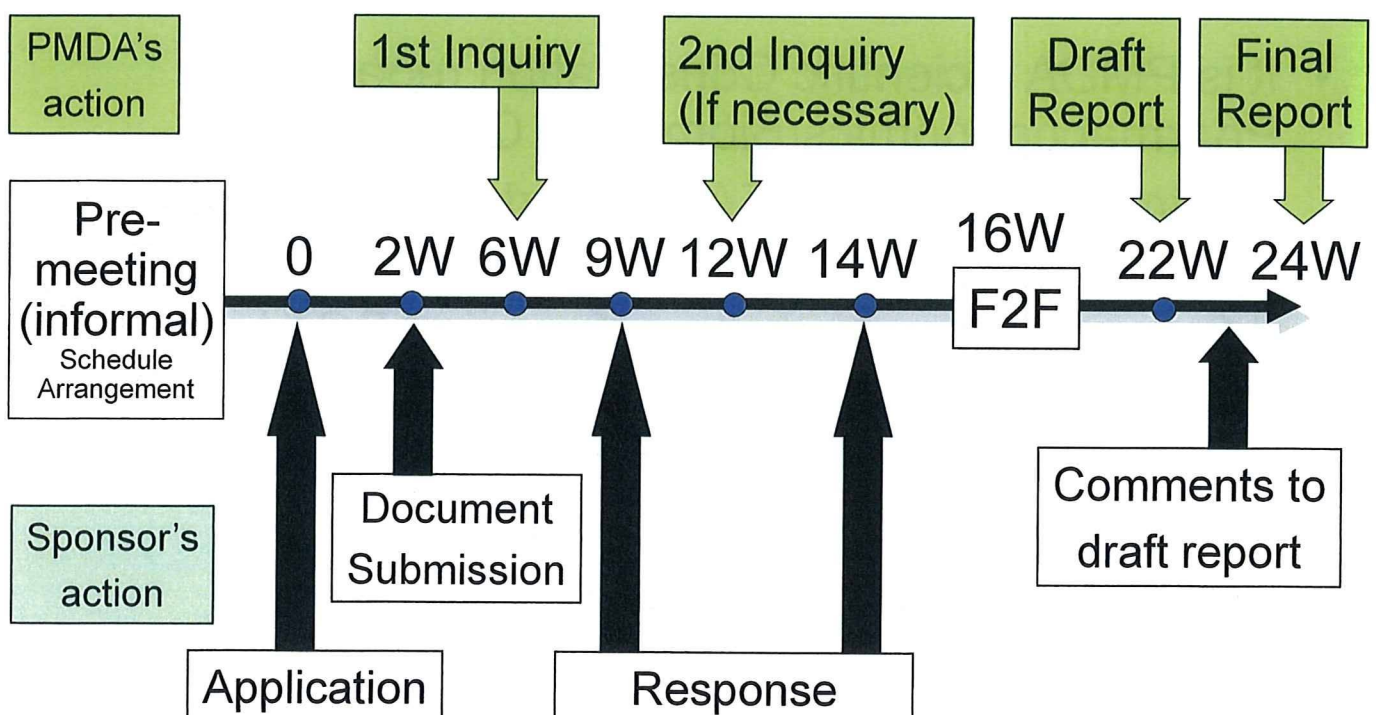 PMDA's
action
1st Inquiry
2nd Inquiry
(If necessary)
Draft
Report
Final
Report
Pre-
meeting
(informal)
Schedule
Arrangement
0
2W
6W
9W
12W
14W
16W
F2F
22W
24W
Sponsor's
action
Document
Submission
Comments to
draft report
Application
Response